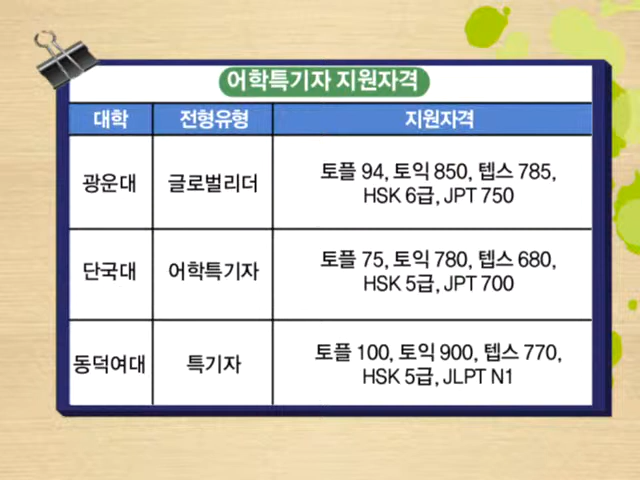 어학특기자 지원자격
대학 전형유형 지원자격
광운대 글로벌리더 토플 94, 토익 850, 텝스 785,
HSK 6급, JPT 750
단국대 어학특기자 토플 75, 토익 780, 텝스 680,
HSK 5급, JPT 700
동덕여대 특기자 토플 100, 토익 900, 텝스 770,
HSK 5급, JLPT N1